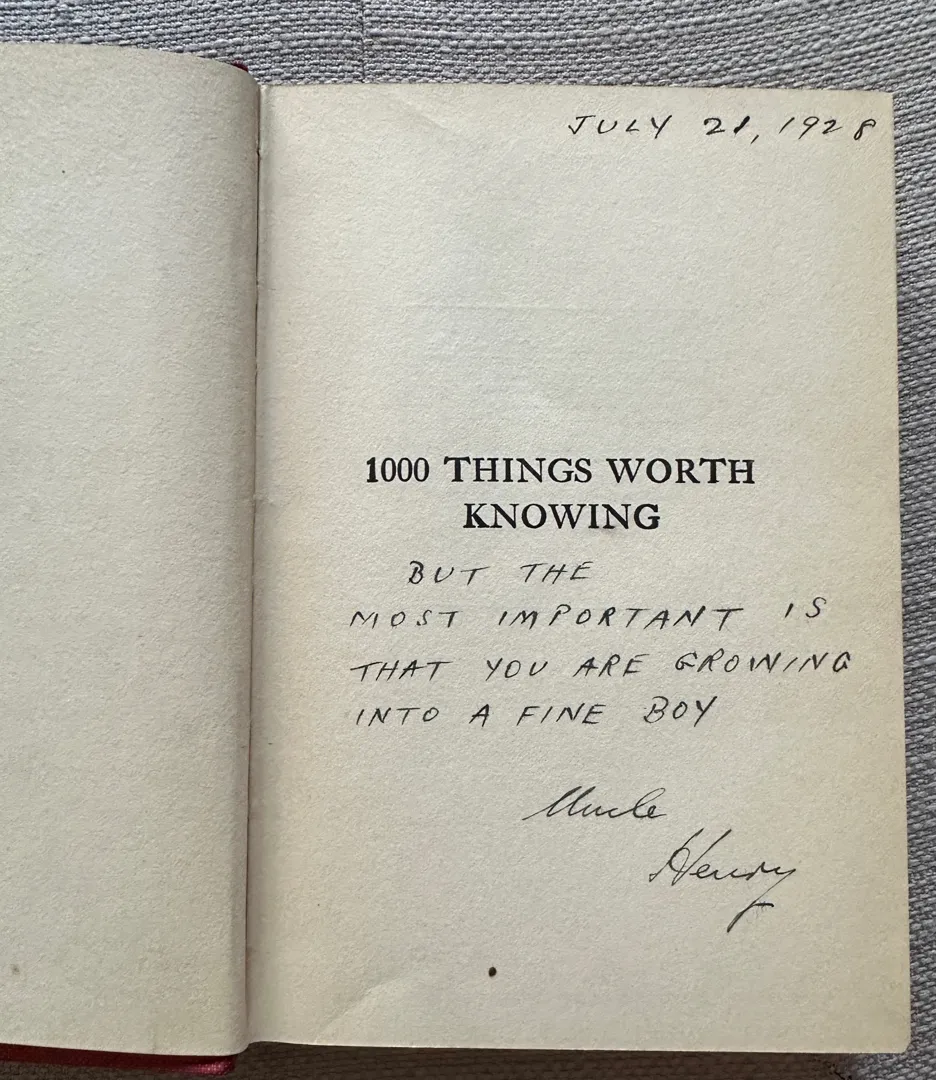 JULY 21, 1928
1000 THINGS WORTH
KNOWING
BUT THE
MOST IMPORTANT IS
THAT YOU ARE GROWING
INTO A FINE BOY
Uncle
Henry